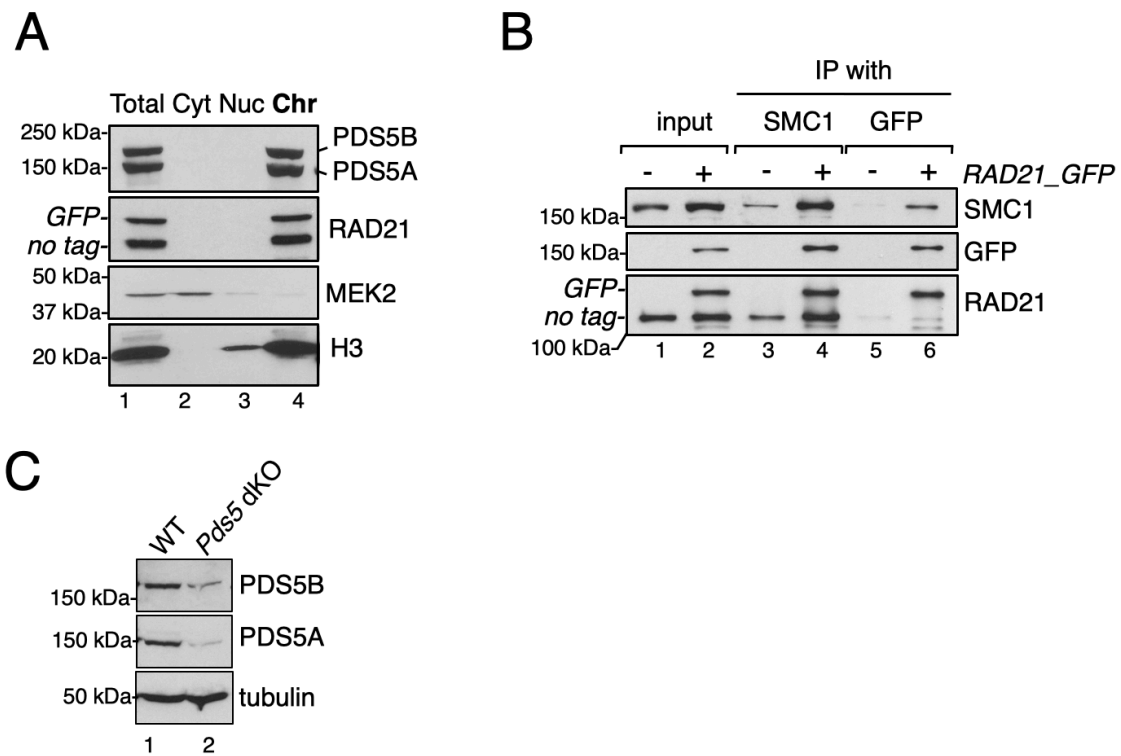 A
Total Cyt Nuc Chr
250 kDa-
150 kDa-
PDS5B
PDS5A
GFP-
no tag-
RAD21
50 kDa-
37 kDa-
MEK2
20 kDa-
H3
1 2 3 4
B
IP with
input SMC1 GFP
- + - + - + RAD21_GFP
150 kDa- SMC1
150 kDa- GFP
GFP-
no tag-
RAD21
100 kDa-
1 2 3 4 5 6
C
WT Pds5 dKO
150 kDa- PDS5B
150 kDa- PDS5A
50 kDa- tubulin
1 2